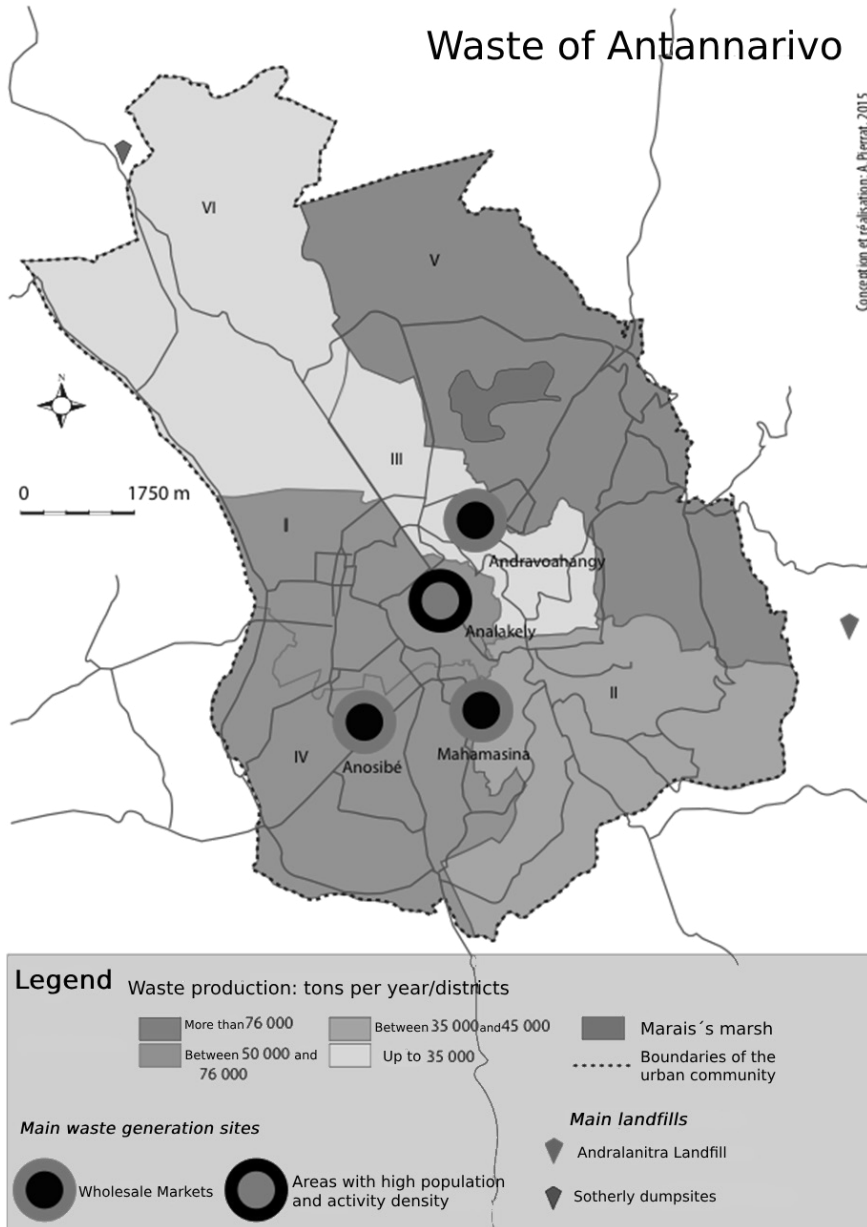 Waste of Antannarivo
Conception et réalisation: A Pierrat, 2015
VI
V
N
III
0 1750 m
I
Andravoahangy
Analakely
II
IV
Mahamasina
Anosibé
Legend
Waste production: tons per year/districts
More than 76 000
Between 35 000 and 45 000
Between 50 000 and
76 000
Up to 35 000
Marais´s marsh
Boundaries of the
urban community
Main waste generation sites
Wholesale Markets
Areas with high population
and activity density
Main landfills
Andralanitra Landfill
Sotherly dumpsites